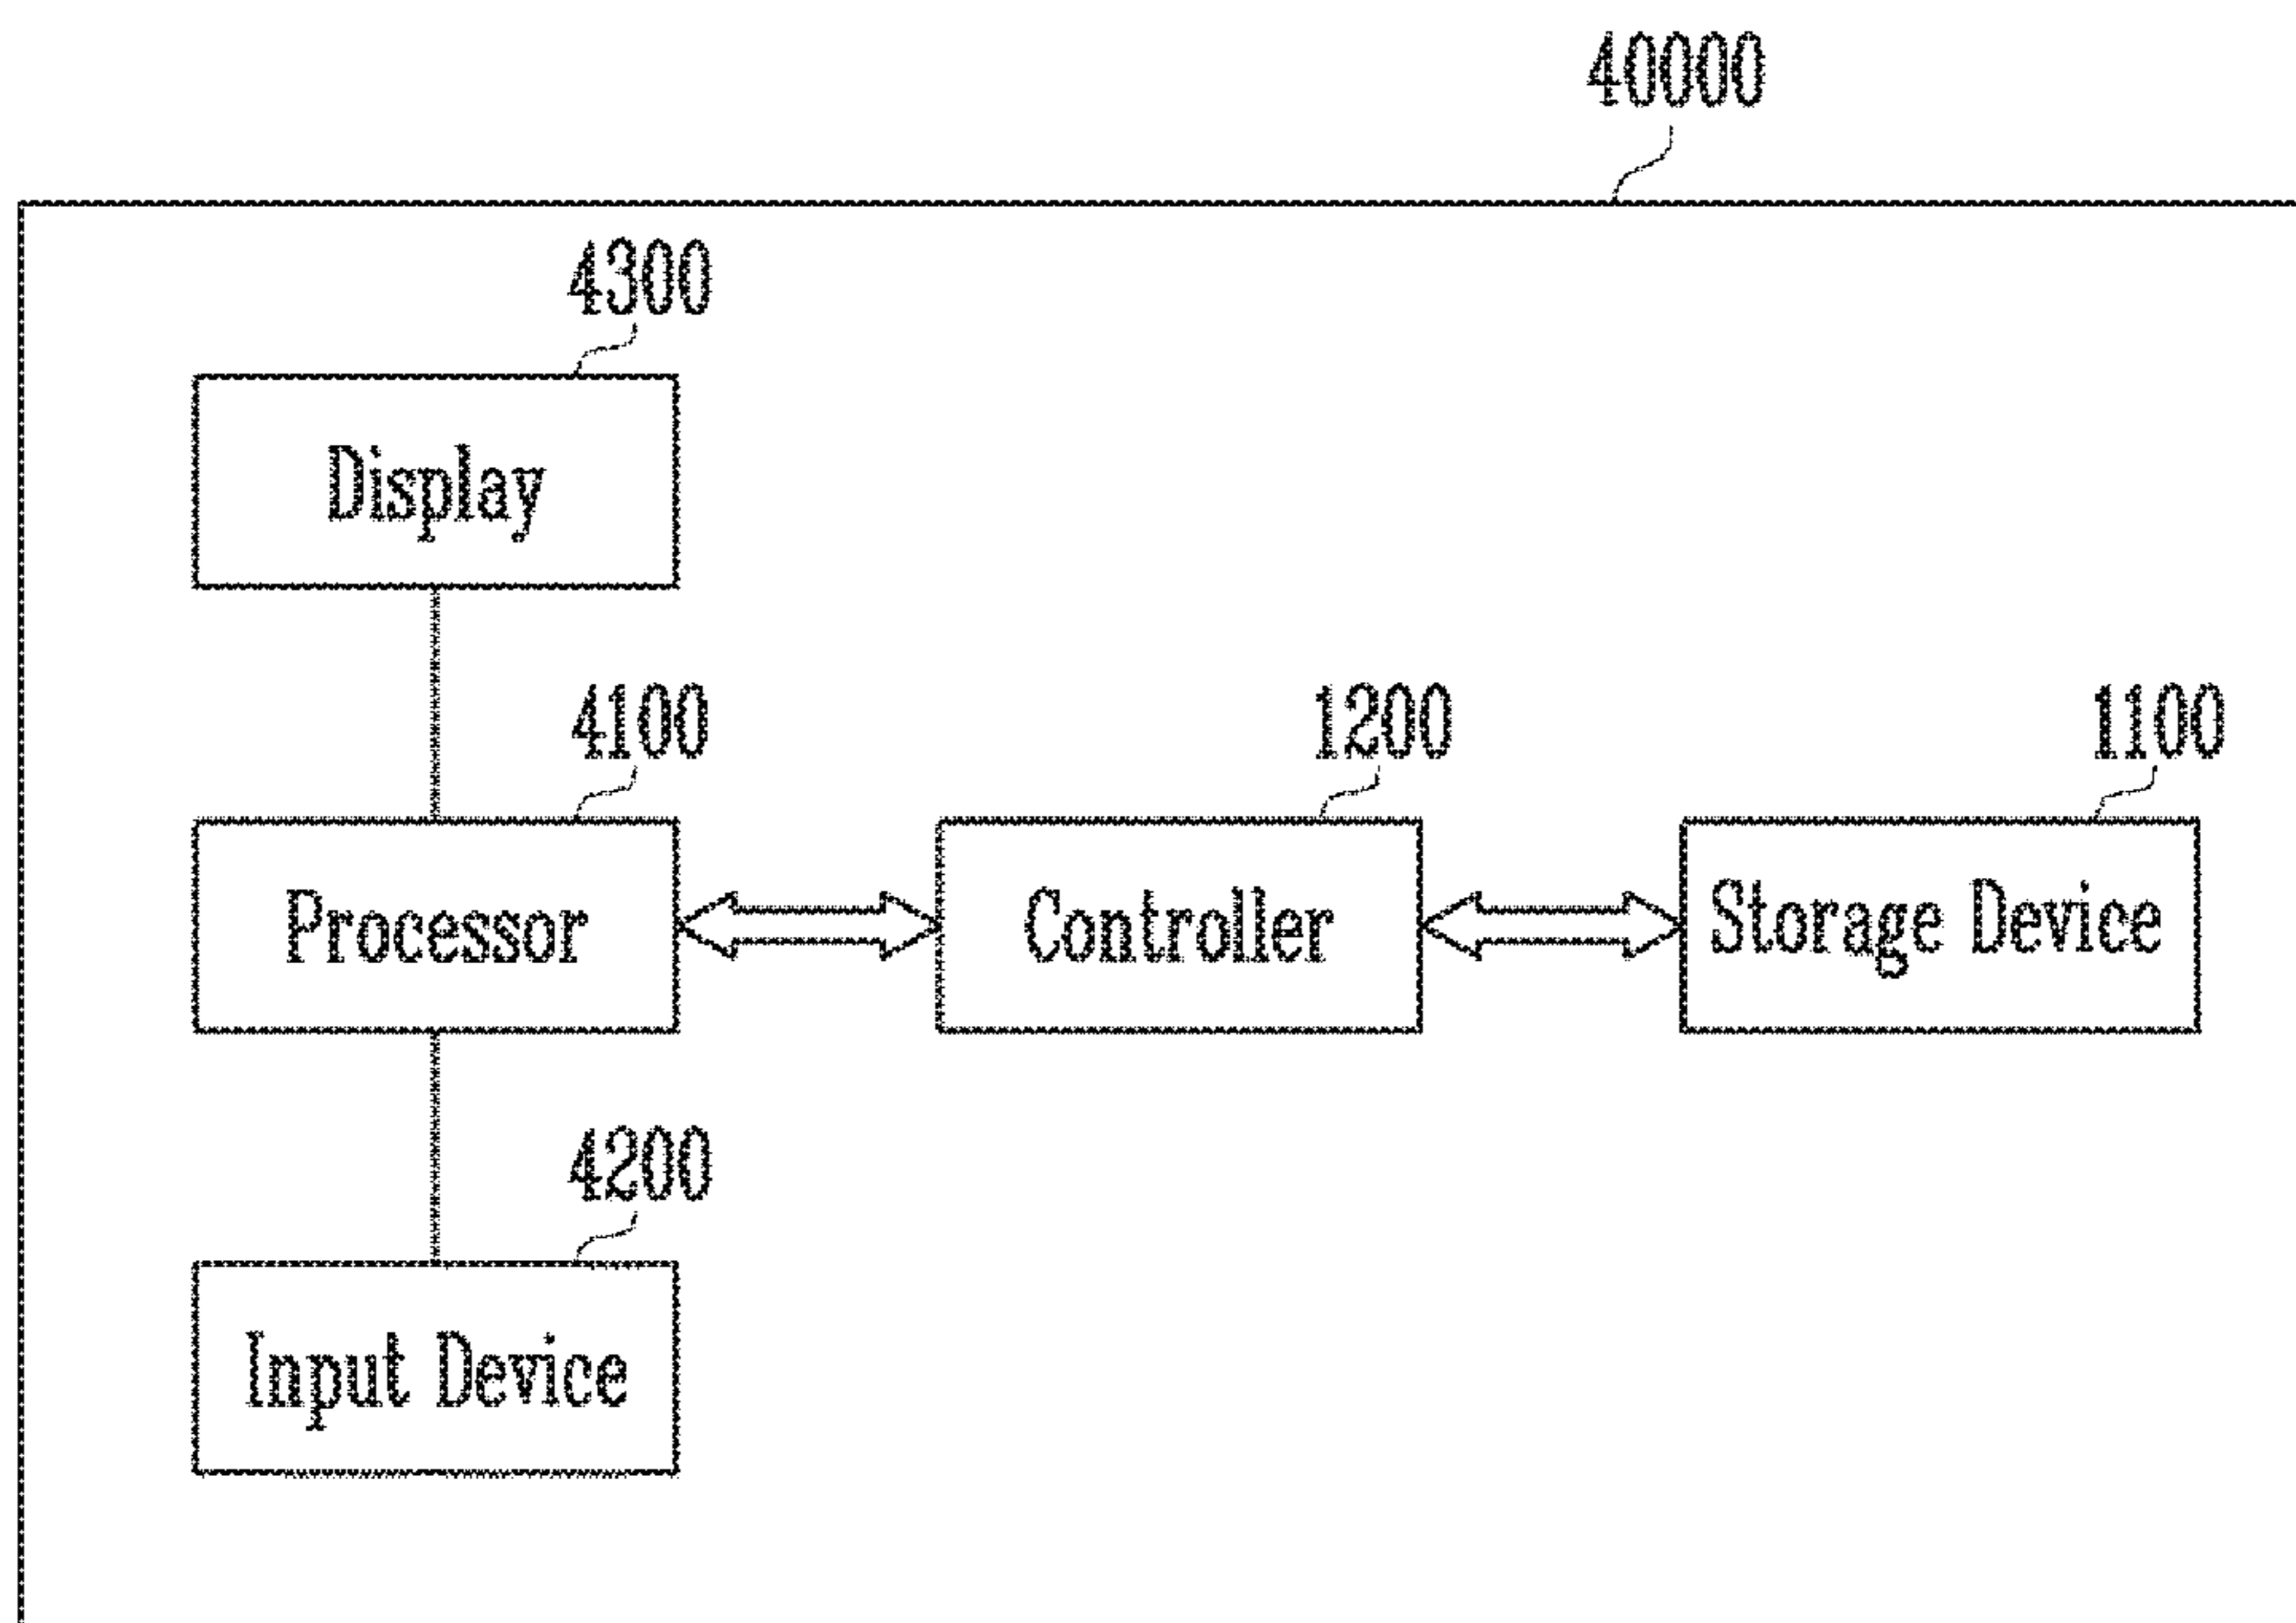 40000
4300
Display
4100
1200
1100
Processor
Controller
Storage Device
4200
Input Device